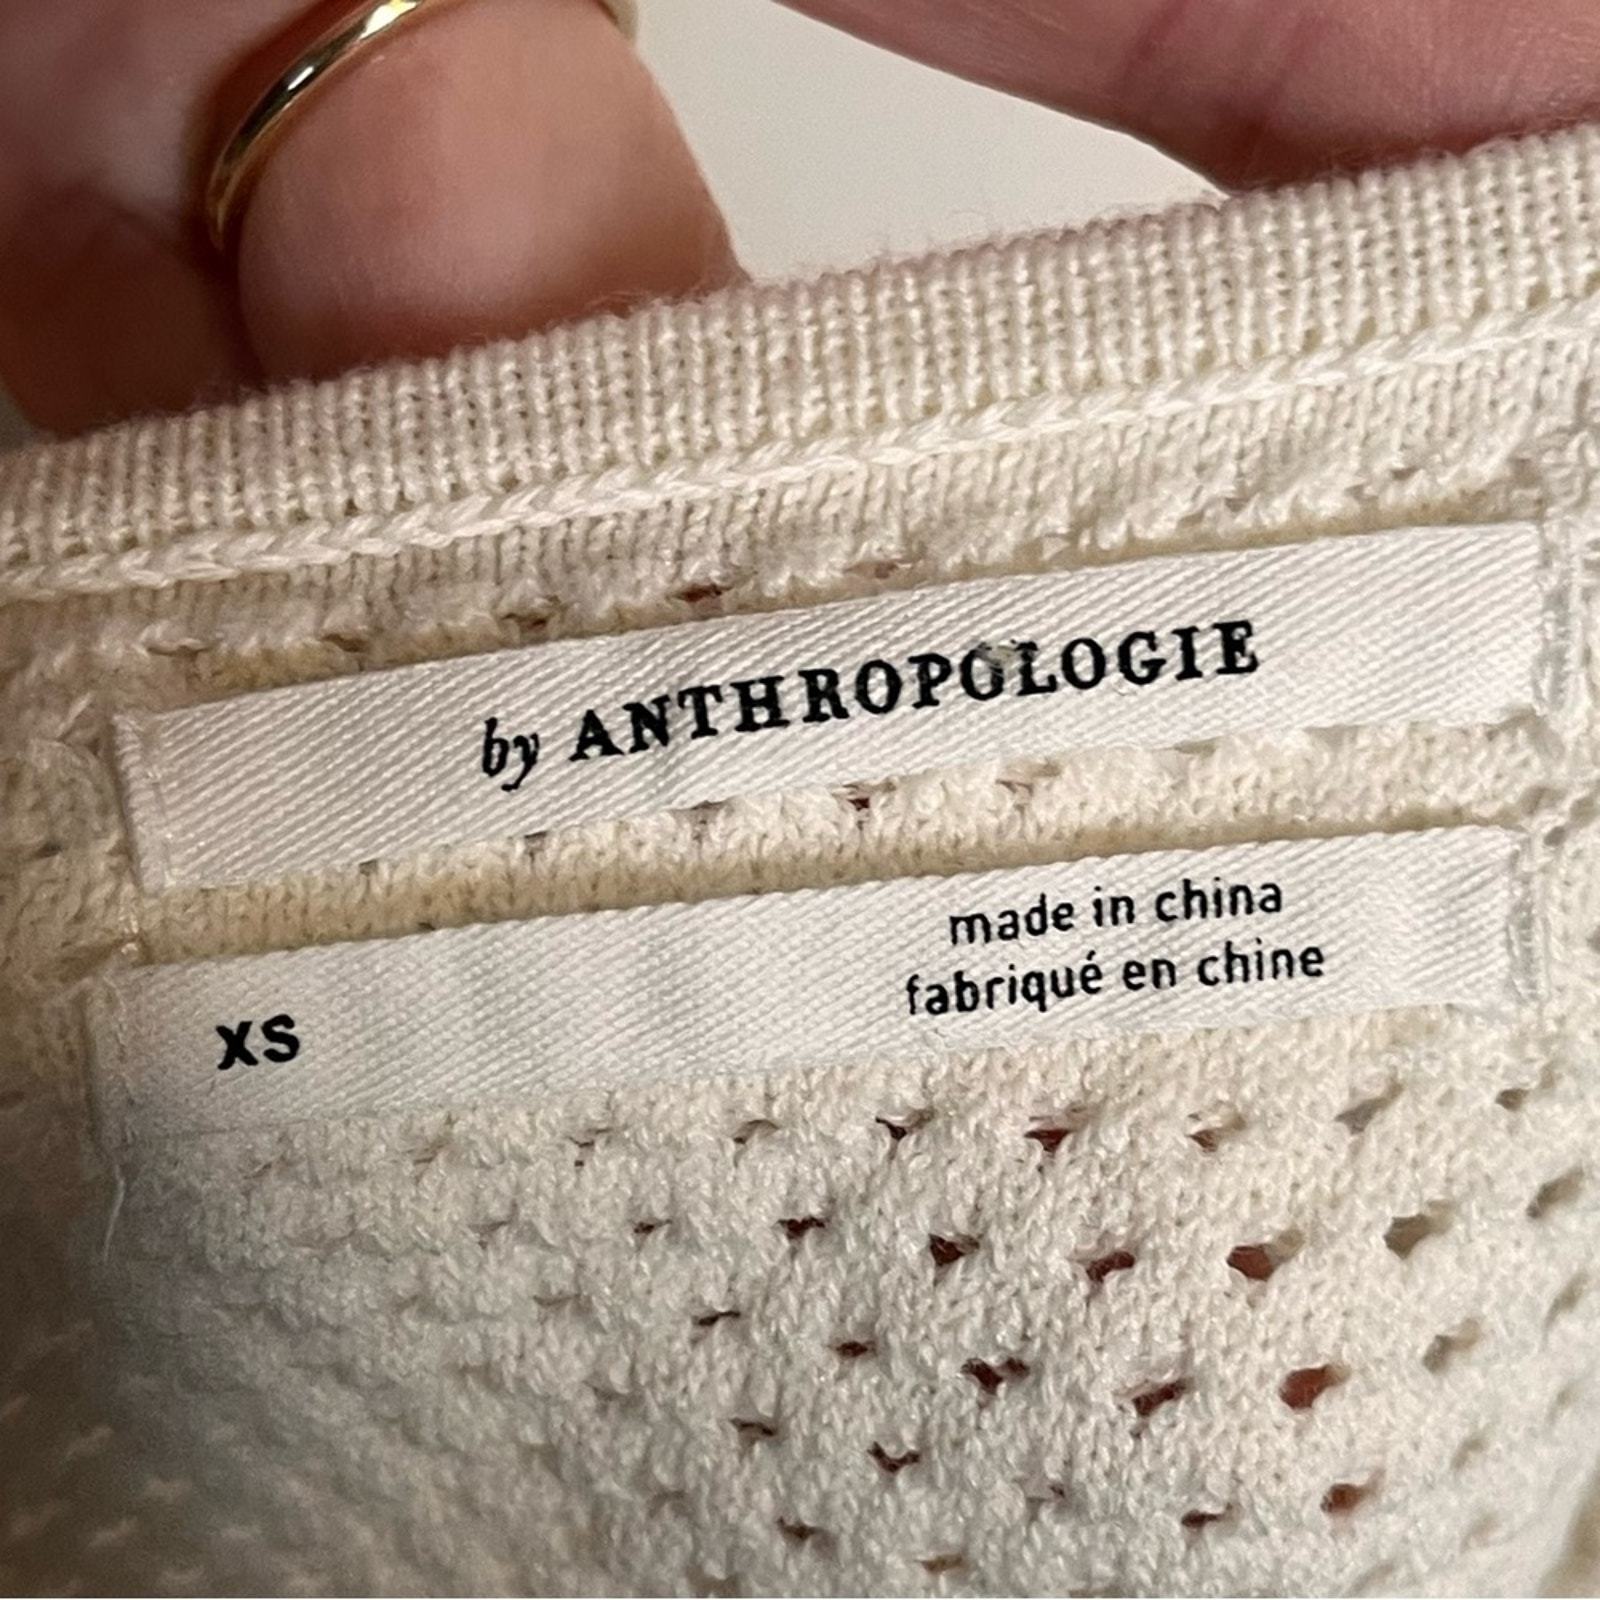 by ANTHROPOLOGIE
XS
made in china
fabriqué en chine